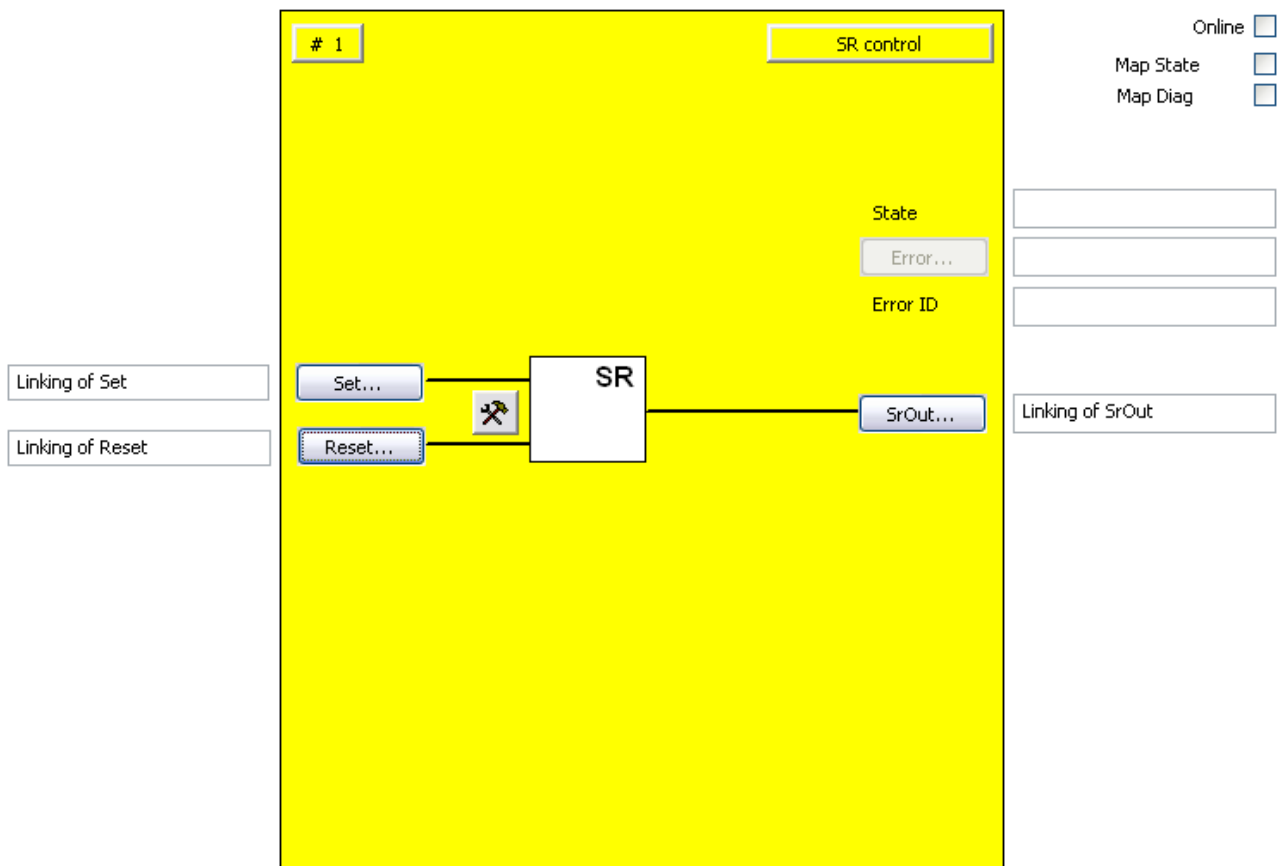 # 1
SR control
Online
Map State
Map Diag
State
Error...
Error ID
Linking of Set
Set...
SR
SrOut...
Linking of SrOut
Linking of Reset
Reset...